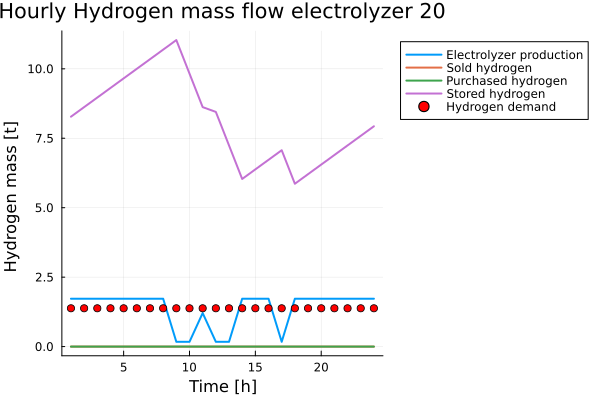 Hourly Hydrogen mass flow electrolyzer 20
Electrolyzer production
Sold hydrogen
Purchased hydrogen
Stored hydrogen
Hydrogen demand
Hydrogen mass [t]
10.0
7.5
5.0
2.5
0.0
5 10 15 20
Time [h]